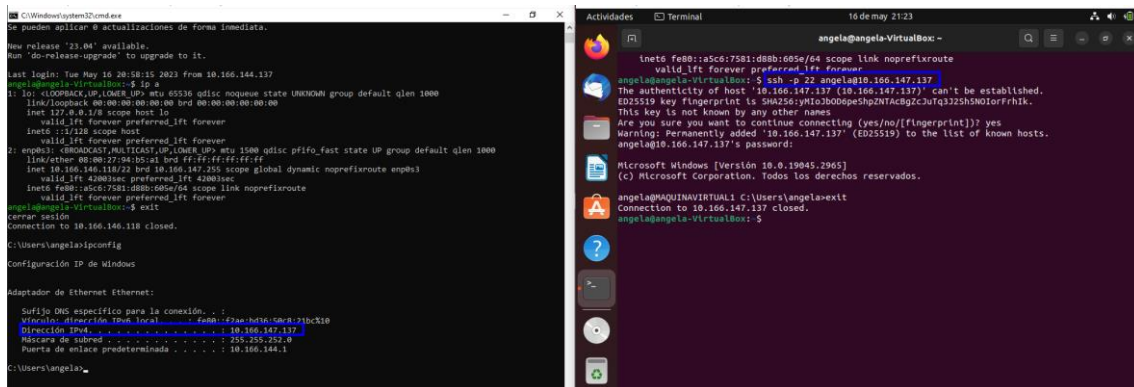 C:\Windows\system32\cmd.exe
Se pueden aplicar 0 actualizaciones de forma inmediata.
New release '23.04' available.
Run 'do-release-upgrade' to upgrade to it.
Last login: Tue May 16 20:58:15 2023 from 10.166.144.137
angela@angela-VirtualBox:~$ ip a
1: lo: <LOOPBACK,UP,LOWER_UP> mtu 65536 qdisc noqueue state UNKNOWN group default qlen 1000
link/loopback 00:00:00:00:00:00 brd 00:00:00:00:00:00
inet 127.0.0.1/8 scope host lo
valid_lft forever preferred_lft forever
inet6 ::1/128 scope host
valid_lft forever preferred_lft forever
2: enp0s3: <BROADCAST,MULTICAST,UP,LOWER_UP> mtu 1500 qdisc pfifo_fast state UP group default qlen 1000
link/ether 08:00:27:94:b5:a1 brd ff:ff:ff:ff:ff:ff
inet 10.166.146.118/22 brd 10.166.147.255 scope global dynamic noprefixroute enp0s3
valid_lft 42003sec preferred_lft 42003sec
inet6 fe80::a5c6:7581:d88b:605e/64 scope link noprefixroute
valid_lft forever preferred_lft forever
angela@angela-VirtualBox:~$ exit
cerrar sesión
Connection to 10.166.146.118 closed.
C:\Users\angela>ipconfig
Configuración IP de Windows
Adaptador de Ethernet Ethernet:
Sufijo DNS específico para la conexión. . :
Vínculo: dirección IPv6 local. . . : fe80::f2ae:bd36:50c8:21bc%10
Dirección IPv4. . . . . . . . . . . . . . : 10.166.147.137
Máscara de subred . . . . . . . . . . . . : 255.255.252.0
Puerta de enlace predeterminada . . . . . : 10.166.144.1
C:\Users\angela>
Actividades
Terminal
16 de may 21:23
angela@angela-VirtualBox: ~
inet6 fe80::a5c6:7581:d88b:605e/64 scope link noprefixroute
valid_lft forever preferred_lft forever
angela@angela-VirtualBox:~$ ssh -p 22 angela@10.166.147.137
The authenticity of host '10.166.147.137 (10.166.147.137)' can't be established.
ED25519 key fingerprint is SHA256:yMIoJbOD6peShpZNTAcBgZcJuTq3J2Sh5NOIorFrhIk.
This key is not known by any other names
Are you sure you want to continue connecting (yes/no/[fingerprint])? yes
Warning: Permanently added '10.166.147.137' (ED25519) to the list of known hosts.
angela@10.166.147.137's password:
Microsoft Windows [Versión 10.0.19045.2965]
(c) Microsoft Corporation. Todos los derechos reservados.
angela@MAQUINAVIRTUAL1 C:\Users\angela>exit
Connection to 10.166.147.137 closed.
angela@angela-VirtualBox:~$